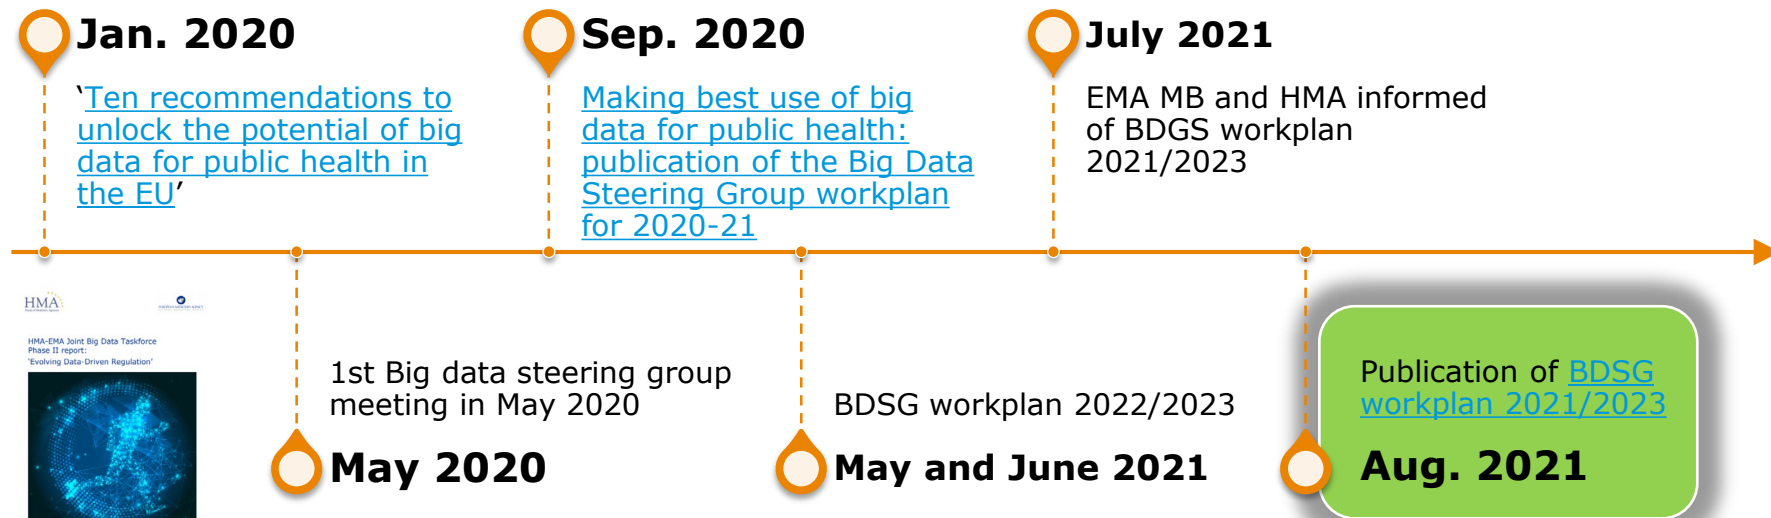 Jan. 2020
‘Ten recommendations to
unlock the potential of big
data for public health in
the EU’
Sep. 2020
Making best use of big
data for public health:
publication of the Big Data
Steering Group workplan
for 2020-21
July 2021
EMA MB and HMA informed
of BDGS workplan
2021/2023
HMA
HMA-EMA Joint Big Data Taskforce
Phase II report:
‘Evolving Data-Driven Regulation’
1st Big data steering group
meeting in May 2020
May 2020
BDSG workplan 2022/2023
May and June 2021
Publication of BDSG
workplan 2021/2023
Aug. 2021